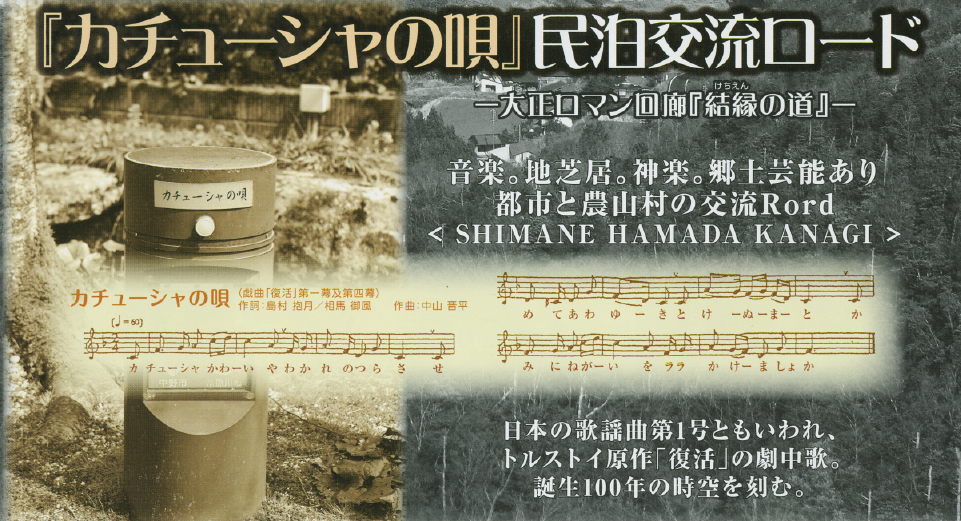 『カチューシャの唄』民泊交流ロード
けちえん
―大正ロマン回廊『結縁の道』―
音楽。地芝居。神楽。郷土芸能あり
都市と農山村の交流Rord
< SHIMANE HAMADA KANAGI >
カチューシャの唄
カチューシャの唄
(戯曲「復活」第一幕及第四幕)
作詞:島村 抱月/相馬 御風 作曲:中山 晋平
[♩=60]
カ チューシャ かわーい やわか れ のつら さ せ
め てあわ ゆー きとけ ーぬーまー と か
み にねがーい を ララ か けー ましょ か
日本の歌謡曲第1号ともいわれ、
トルストイ原作「復活」の劇中歌。
誕生100年の時空を刻む。